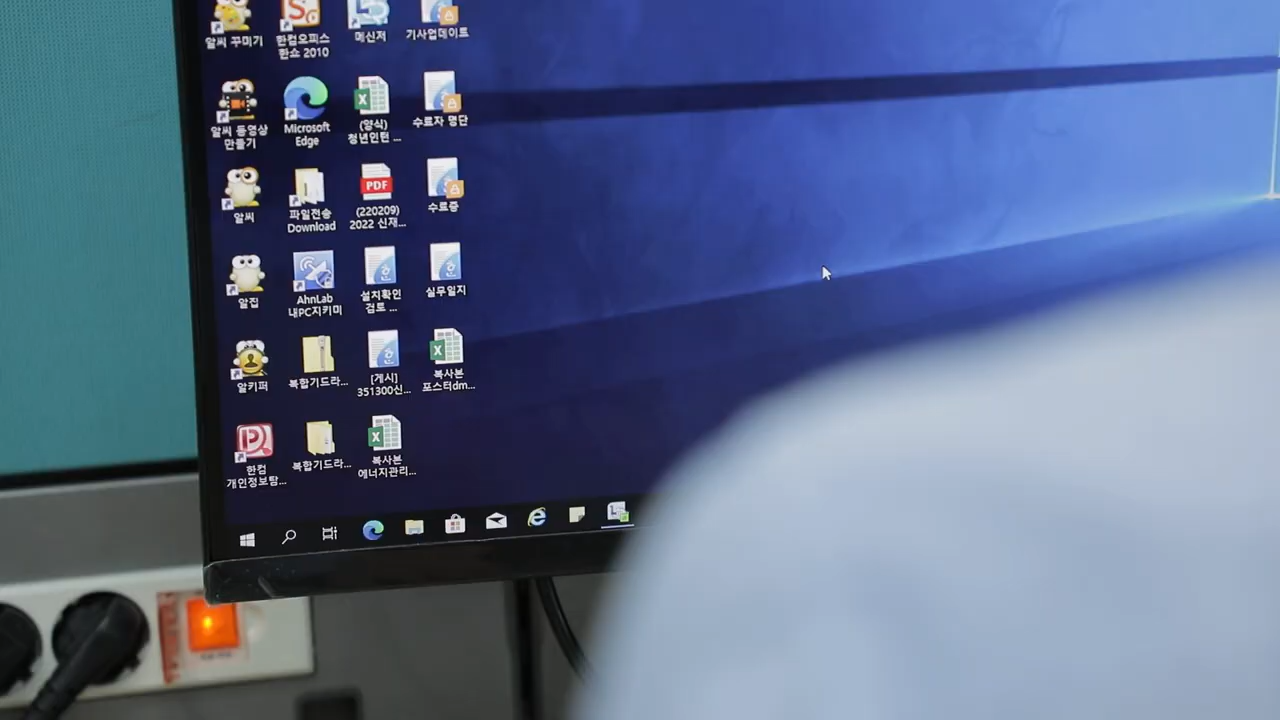 알씨 꾸미기
한컴오피스
한쇼 2010
메신저
기사업데이트
알씨 동영상
만들기
Microsoft
Edge
(양식)
청년인턴 ...
수료자 명단
알씨
파일전송
Download
PDF
(220209)
2022 신재...
수료증
알집
AhnLab
내PC지키미
설치확인
검토 ...
실무일지
알키퍼
복합기드라...
[게시]
351300신...
복사본
포스터dm...
한컴
개인정보탐...
복합기드라...
복사본
에너지관리...